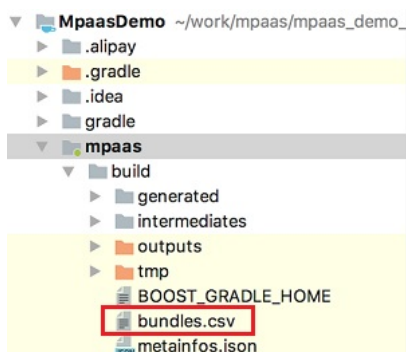 MpaasDemo ~/work/mpaas/mpaas_demo_
.alipay
.gradle
.idea
gradle
mpaas
build
generated
intermediates
outputs
tmp
BOOST_GRADLE_HOME
bundles.csv
metainfos.json